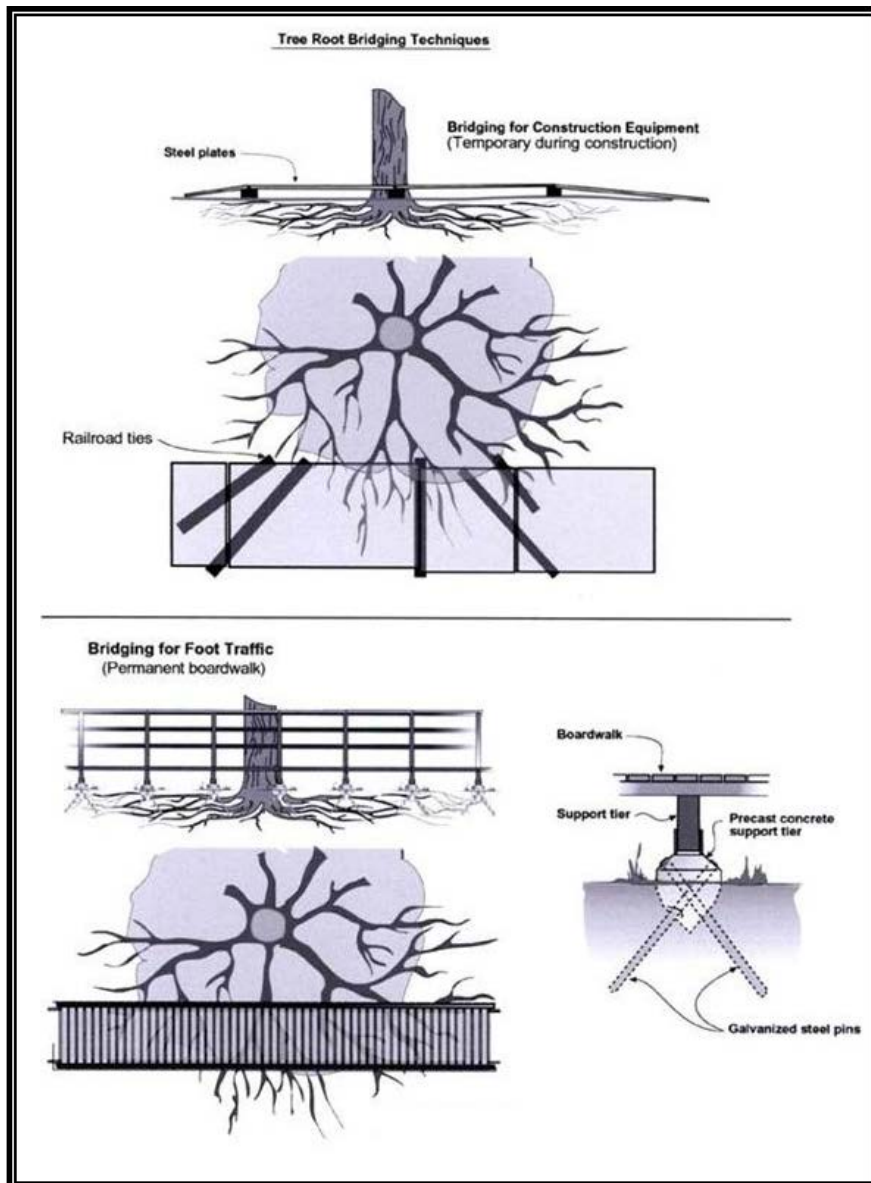 Tree Root Bridging Techniques
Bridging for Construction Equipment
(Temporary during construction)
Steel plates
Railroad ties
Bridging for Foot Traffic
(Permanent boardwalk)
Boardwalk
Support tier
Precast concrete
support tier
Galvanized steel pins